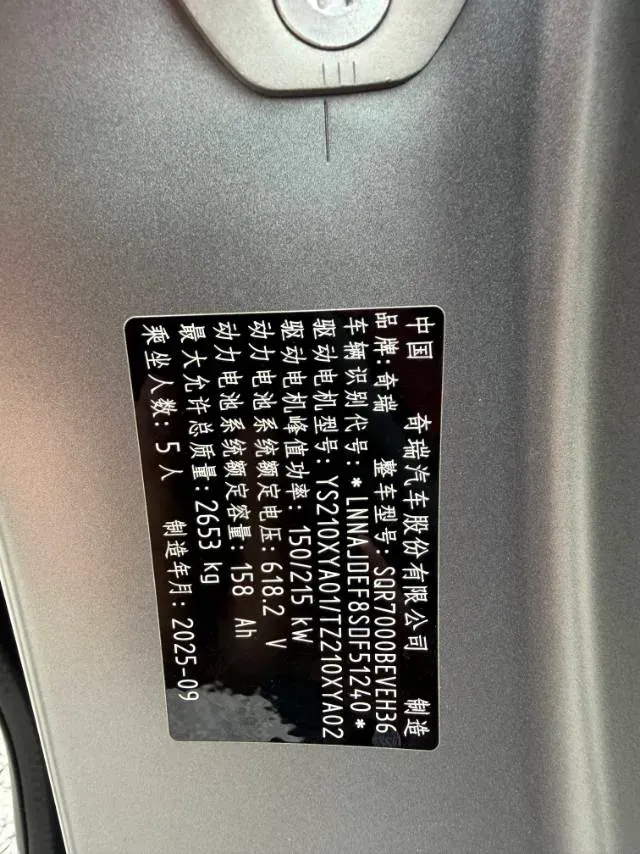 中国 奇瑞汽车股份有限公司 制造
品牌:奇瑞 整车型号:SQR7000BEVEH36
车辆识别代号:*LNNAJDEF8SDF51240*
驱动电机型号:YS210XYA01/TZ210XYA02
驱动电机峰值功率:150/215 kW
动力电池系统额定电压:618.2 V
动力电池系统额定容量:158 Ah
最大允许总质量:2653 kg
乘坐人数:5人 制造年月:2025-09